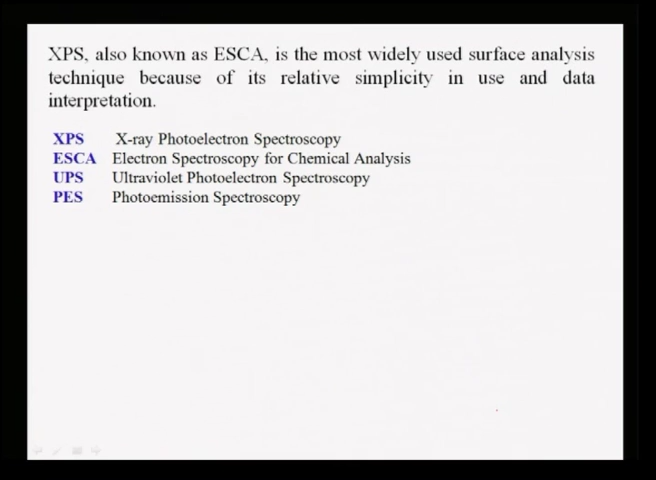 XPS, also known as ESCA, is the most widely used surface analysis
technique because of its relative simplicity in use and data
interpretation.
XPS X-ray Photoelectron Spectroscopy
ESCA Electron Spectroscopy for Chemical Analysis
UPS Ultraviolet Photoelectron Spectroscopy
PES Photoemission Spectroscopy